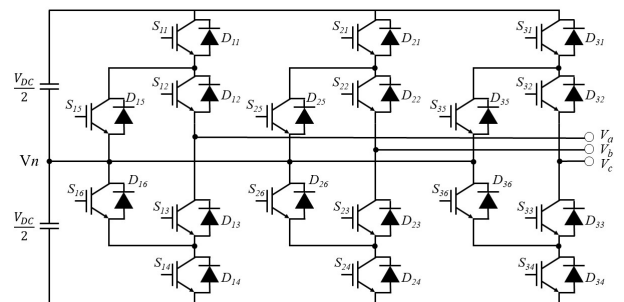 S11 D11 S21 D21 S31 D31
VDC/2 S12 D12 S22 D22 S32 D32
S15 D15 S25 D25 S35 D35
Va
Vb
Vc
Vn
S16 D16 S26 D26 S36 D36
VDC/2 S13 D13 S23 D23 S33 D33
S14 D14 S24 D24 S34 D34